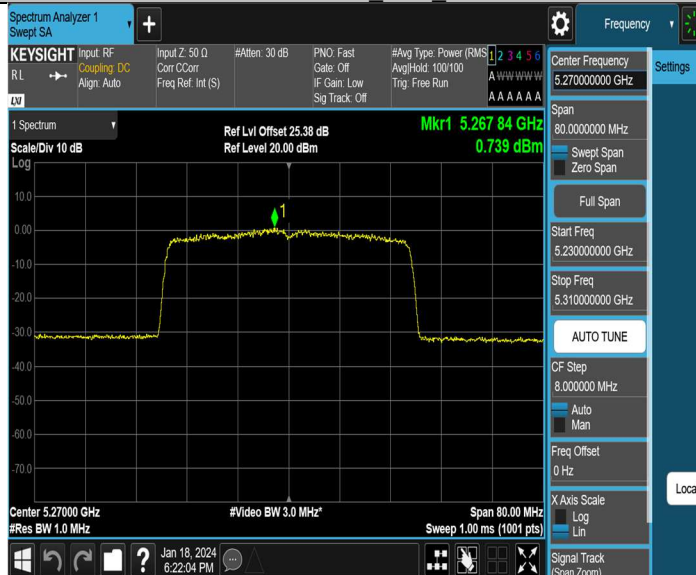 Spectrum Analyzer 1
Swept SA
Frequency
KEYSIGHT
Input: RF
Input Z: 50 Ω
#Atten: 30 dB
PNO: Fast
#Avg Type: Power (RMS
1 2 3 4 5 6
RL
Coupling: DC
Corr CCorr
Gate: Off
Avg|Hold: 100/100
A W W W W W
Align: Auto
Freq Ref: Int (S)
IF Gain: Low
Trig: Free Run
Sig Track: Off
A A A A A A
LXI
1 Spectrum
Ref Lvl Offset 25.38 dB
Mkr1 5.267 84 GHz
Scale/Div 10 dB
Ref Level 20.00 dBm
0.739 dBm
Log
10.0
0.00
-10.0
-20.0
-30.0
-40.0
-50.0
-60.0
-70.0
1
Center 5.27000 GHz
#Video BW 3.0 MHz*
Span 80.00 MHz
#Res BW 1.0 MHz
Sweep 1.00 ms (1001 pts)
Jan 18, 2024
6:22:04 PM
Center Frequency
5.270000000 GHz
Settings
Span
80.0000000 MHz
Swept Span
Zero Span
Full Span
Start Freq
5.230000000 GHz
Stop Freq
5.310000000 GHz
AUTO TUNE
CF Step
8.000000 MHz
Auto
Man
Freq Offset
0 Hz
X Axis Scale
Log
Lin
Loca
Signal Track
(Span Zoom)